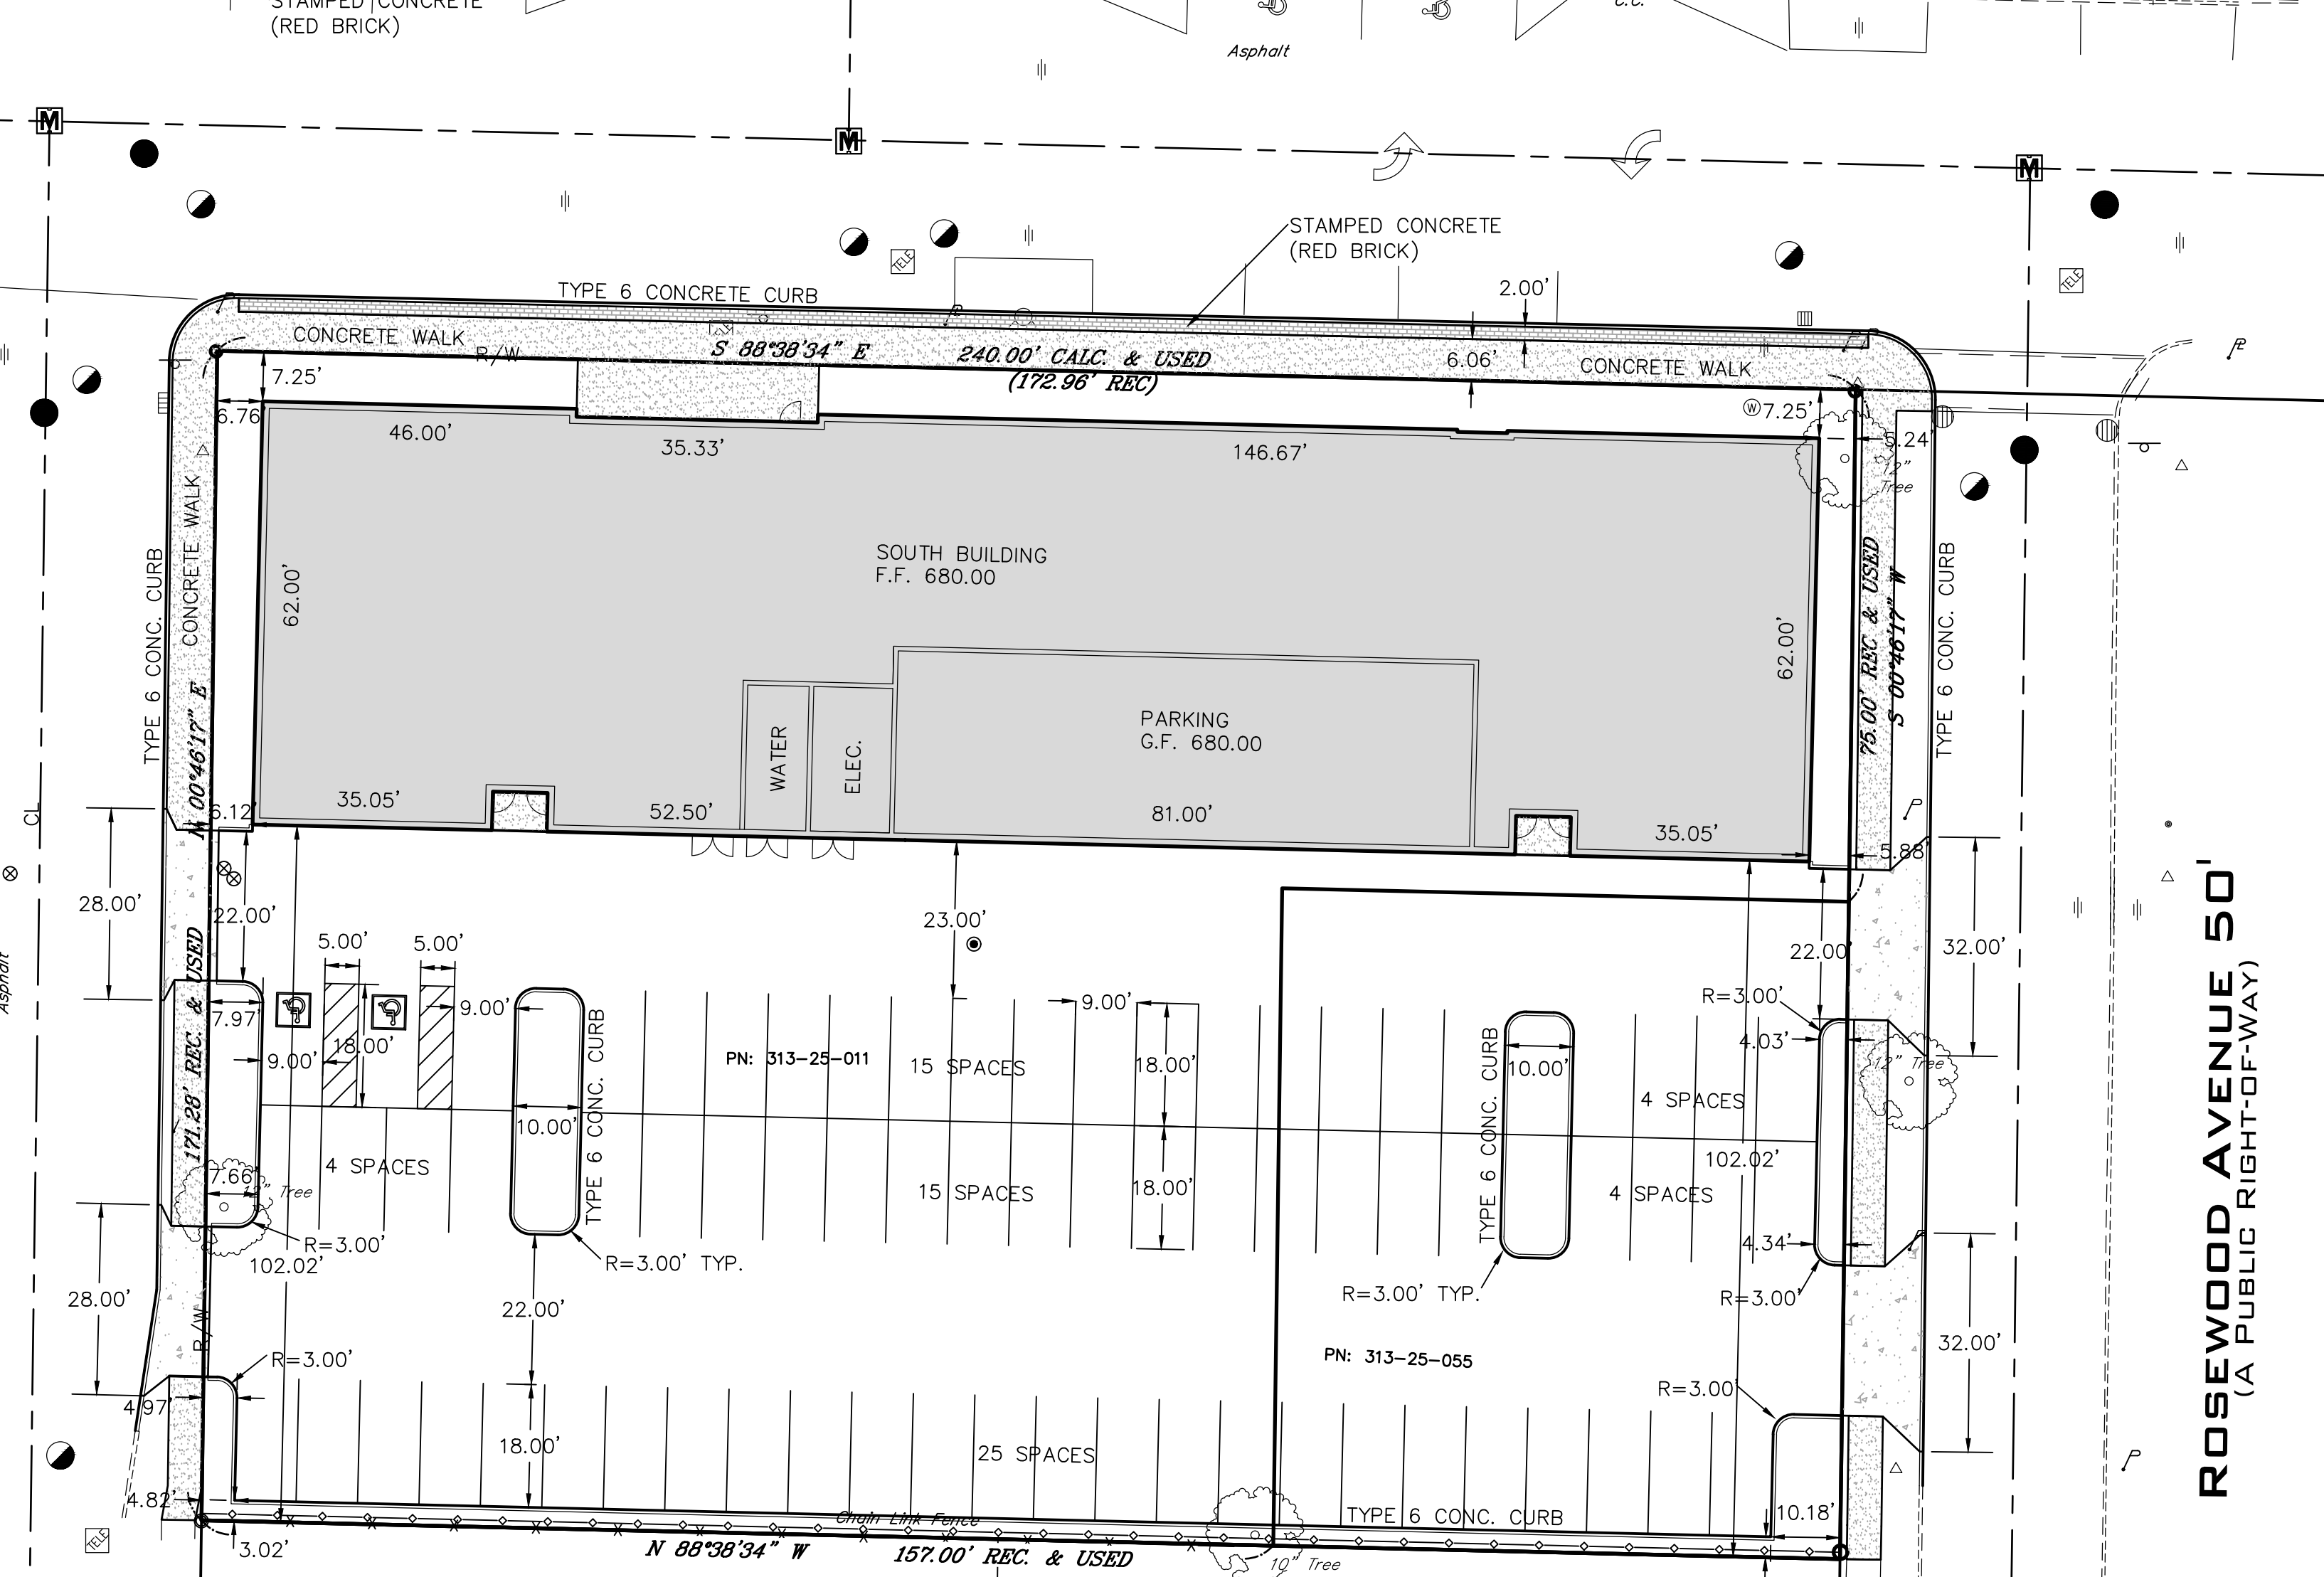 STAMPED CONCRETE
(RED BRICK)
Asphalt
C.C.
M
M
M
STAMPED CONCRETE
(RED BRICK)
TELE
TELE
TYPE 6 CONCRETE CURB
2.00'
CONCRETE WALK
R/W
S 88°38'34" E
240.00' CALC. & USED
(172.96' REC)
6.06'
CONCRETE WALK
7.25'
6.76'
W
7.25'
5.24'
12"
Tree
46.00'
35.33'
146.67'
SOUTH BUILDING
F.F. 680.00
62.00'
62.00'
TYPE 6 CONC. CURB
CONCRETE WALK
N 00°46'17" E
75.00' REC & USED
S 00°46'17" W
TYPE 6 CONC. CURB
PARKING
G.F. 680.00
WATER
ELEC.
CL
6.12'
35.05'
52.50'
81.00'
35.05'
5.88'
28.00'
22.00'
23.00'
22.00'
32.00'
Asphalt
171.28' REC. & USED
5.00'
5.00'
7.97'
9.00'
18.00'
9.00'
9.00'
R=3.00'
4.03'
12" Tree
PN: 313-25-011
15 SPACES
18.00'
10.00'
4 SPACES
TYPE 6 CONC. CURB
TYPE 6 CONC. CURB
10.00'
102.02'
4 SPACES
7.66'
12" Tree
15 SPACES
18.00'
4 SPACES
R=3.00'
102.02'
R=3.00' TYP.
4.34'
R=3.00' TYP.
R=3.00'
28.00'
R/W
22.00'
32.00'
R=3.00'
PN: 313-25-055
R=3.00'
4.97'
18.00'
25 SPACES
4.82'
TELE
3.02'
Chain Link Fence
TYPE 6 CONC. CURB
10.18'
N 88°38'34" W
157.00' REC. & USED
10" Tree
ROSEWOOD AVENUE 50'
(A PUBLIC RIGHT-OF-WAY)